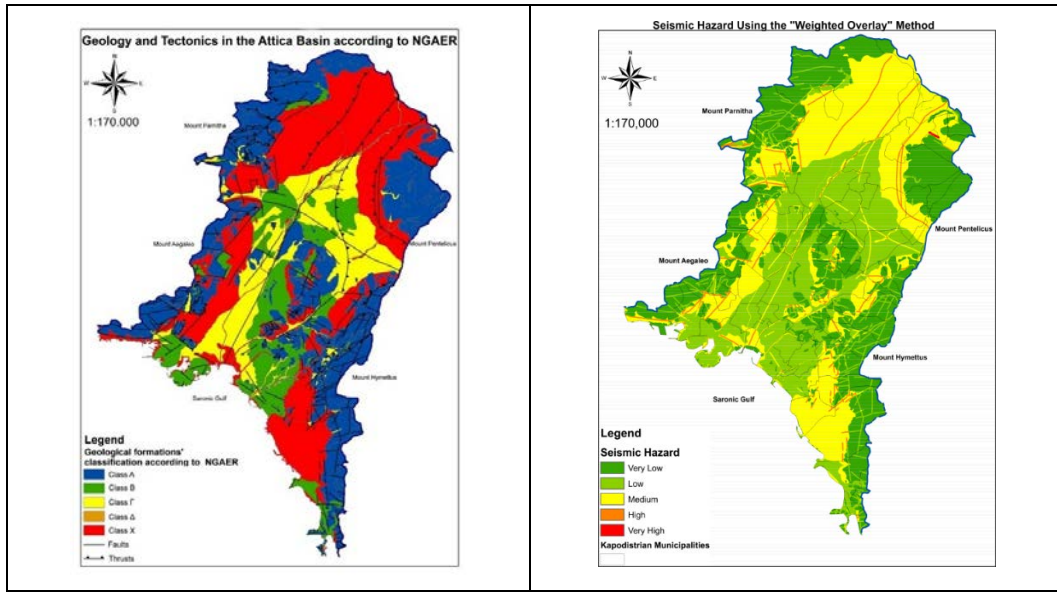 Geology and Tectonics in the Attica Basin according to NGAER
N
W E
S
1:170.000
Mount Parnitha
Mount Aegaleo
Mount Pentelicus
Mount Hymettus
Saronic Gulf
Legend
Geological formations'
classification according to NGAER
Class A
Class B
Class Γ
Class Δ
Class X
Faults
Thrusts
Seismic Hazard Using the "Weighted Overlay" Method
N
W E
S
1:170,000
Mount Parnitha
Mount Pentelicus
Mount Aegaleo
Mount Hymettus
Saronic Gulf
Legend
Seismic Hazard
Very Low
Low
Medium
High
Very High
Kapodistrian Municipalities